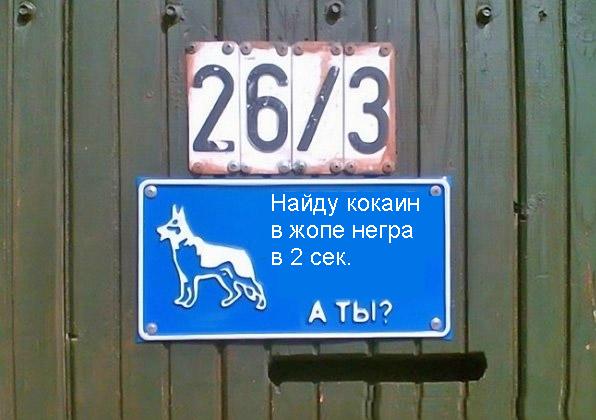 26/3
Найду кокаин
в жопе негра
в 2 сек.
А ТЫ?